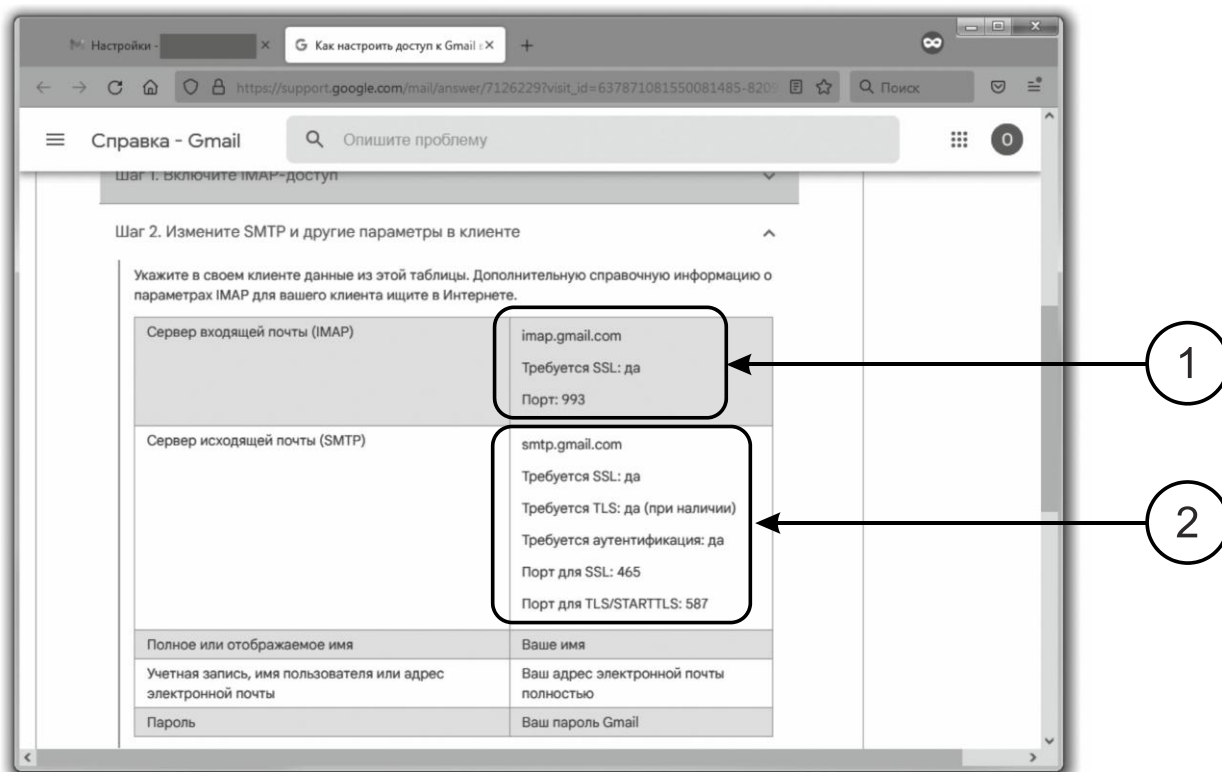 Настройки -
Как настроить доступ к Gmail
https://support.google.com/mail/answer/7126229?visit_id=637871081550081485-8209
Поиск
Справка - Gmail
Опишите проблему
О
Шаг 1. Включите IMAP-доступ
Шаг 2. Измените SMTP и другие параметры в клиенте
Укажите в своем клиенте данные из этой таблицы. Дополнительную справочную информацию о
параметрах IMAP для вашего клиента ищите в Интернете.
Сервер входящей почты (IMAP)
imap.gmail.com
Требуется SSL: да
Порт: 993
1
Сервер исходящей почты (SMTP)
smtp.gmail.com
Требуется SSL: да
Требуется TLS: да (при наличии)
Требуется аутентификация: да
Порт для SSL: 465
Порт для TLS/STARTTLS: 587
2
Полное или отображаемое имя
Ваше имя
Учетная запись, имя пользователя или адрес
электронной почты
Ваш адрес электронной почты
полностью
Пароль
Ваш пароль Gmail